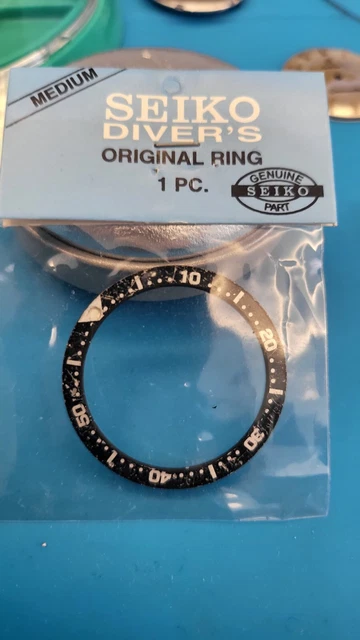 MEDIUM
SEIKO
DIVER'S
ORIGINAL RING
1 PC.
GENUINE
SEIKO
PART
10
20
30
40
50